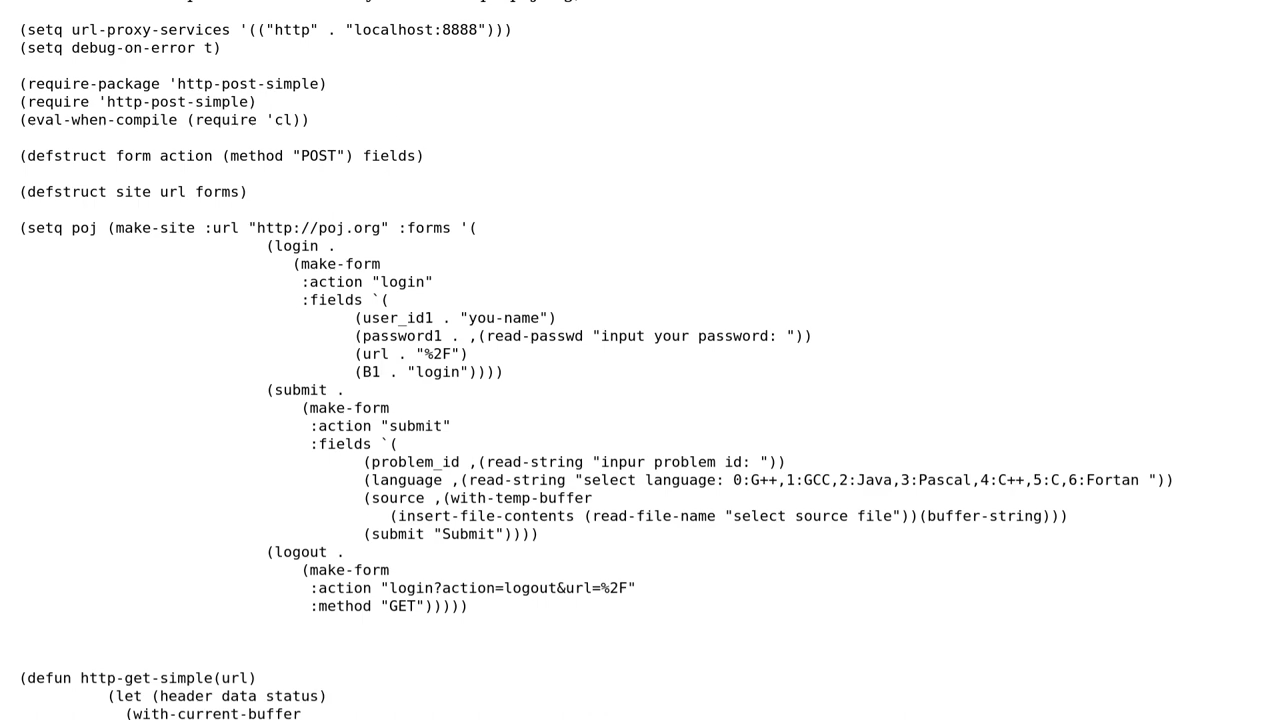 (setq url-proxy-services '(("http" . "localhost:8888")))
(setq debug-on-error t)
(require-package 'http-post-simple)
(require 'http-post-simple)
(eval-when-compile (require 'cl))
(defstruct form action (method "POST") fields)
(defstruct site url forms)
(setq poj (make-site :url "http://poj.org" :forms '(
(login .
(make-form
:action "login"
:fields `(
(user_id1 . "you-name")
(password1 . ,(read-passwd "input your password: "))
(url . "%2F")
(B1 . "login"))))
(submit .
(make-form
:action "submit"
:fields `(
(problem_id ,(read-string "inpur problem id: "))
(language ,(read-string "select language: 0:G++,1:GCC,2:Java,3:Pascal,4:C++,5:C,6:Fortan "))
(source ,(with-temp-buffer
(insert-file-contents (read-file-name "select source file"))(buffer-string)))
(submit "Submit"))))
(logout .
(make-form
:action "login?action=logout&url=%2F"
:method "GET")))))
(defun http-get-simple(url)
(let (header data status)
(with-current-buffer